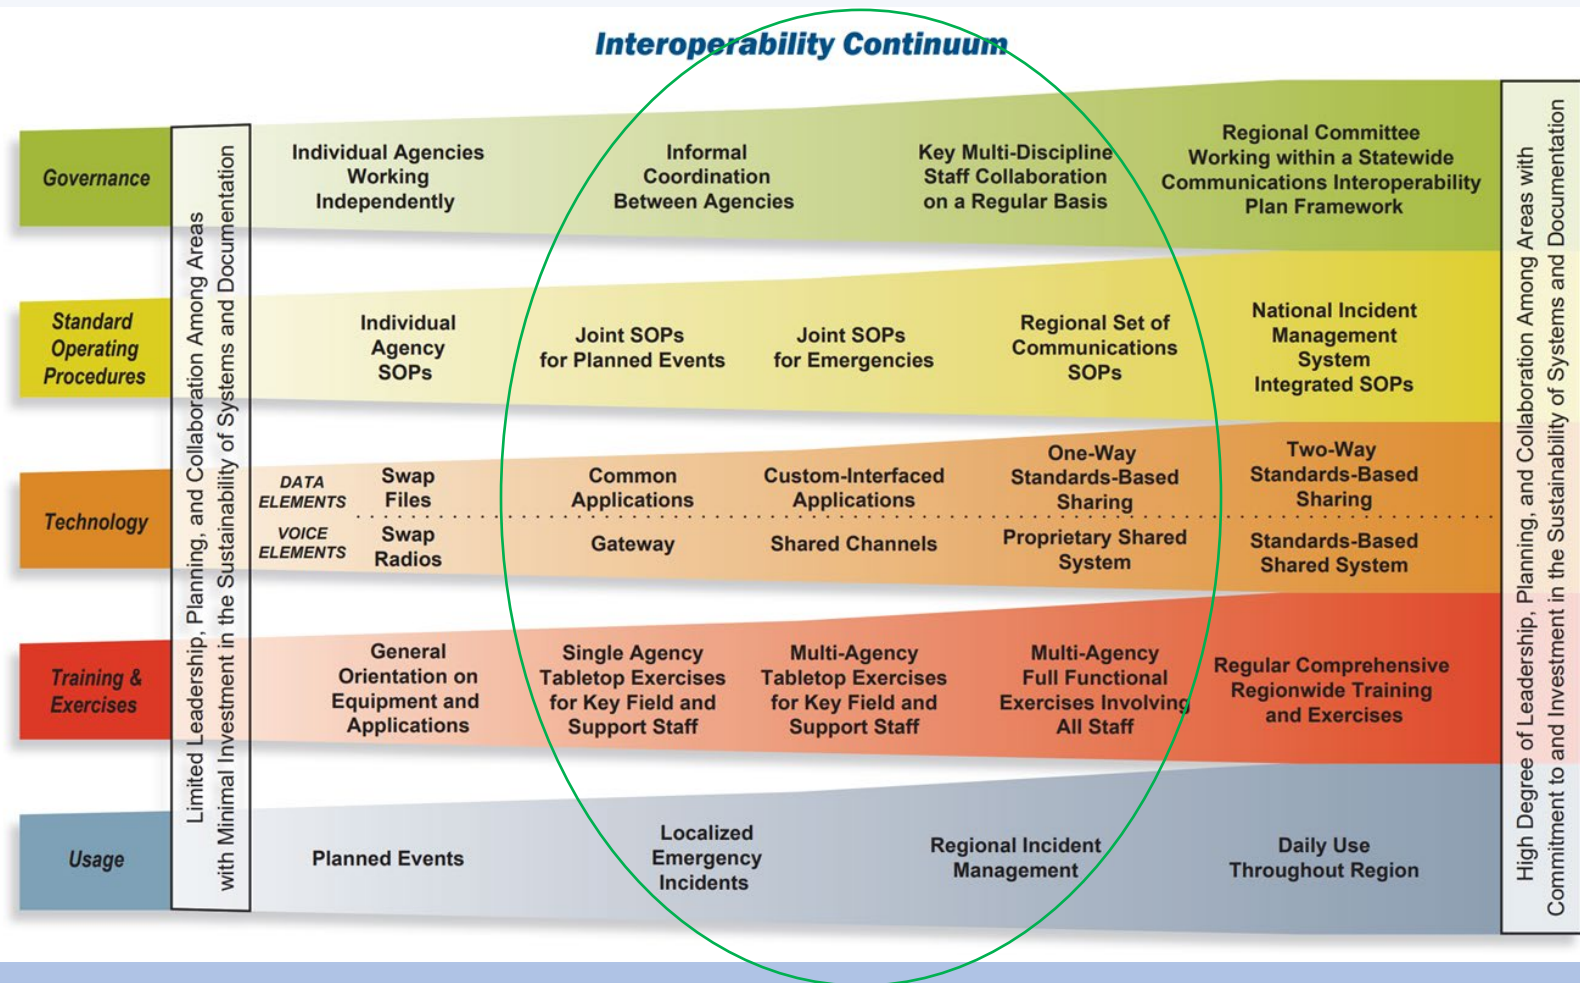 Interoperability Continuum
Governance
Individual Agencies
Working
Independently
Informal
Coordination
Between Agencies
Key Multi-Discipline
Staff Collaboration
on a Regular Basis
Regional Committee
Working within a Statewide
Communications Interoperability
Plan Framework
Standard
Operating
Procedures
Individual
Agency
SOPs
Joint SOPs
for Planned Events
Joint SOPs
for Emergencies
Regional Set of
Communications
SOPs
National Incident
Management
System
Integrated SOPs
Technology
DATA
ELEMENTS
Swap
Files
Common
Applications
Custom-Interfaced
Applications
One-Way
Standards-Based
Sharing
Two-Way
Standards-Based
Sharing
VOICE
ELEMENTS
Swap
Radios
Gateway
Shared Channels
Proprietary Shared
System
Standards-Based
Shared System
Training &
Exercises
General
Orientation on
Equipment and
Applications
Single Agency
Tabletop Exercises
for Key Field and
Support Staff
Multi-Agency
Tabletop Exercises
for Key Field and
Support Staff
Multi-Agency
Full Functional
Exercises Involving
All Staff
Regular Comprehensive
Regionwide Training
and Exercises
Usage
Planned Events
Localized
Emergency
Incidents
Regional Incident
Management
Daily Use
Throughout Region
Limited Leadership, Planning, and Collaboration Among Areas
with Minimal Investment in the Sustainability of Systems and Documentation
High Degree of Leadership, Planning, and Collaboration Among Areas with
Commitment to and Investment in the Sustainability of Systems and Documentation